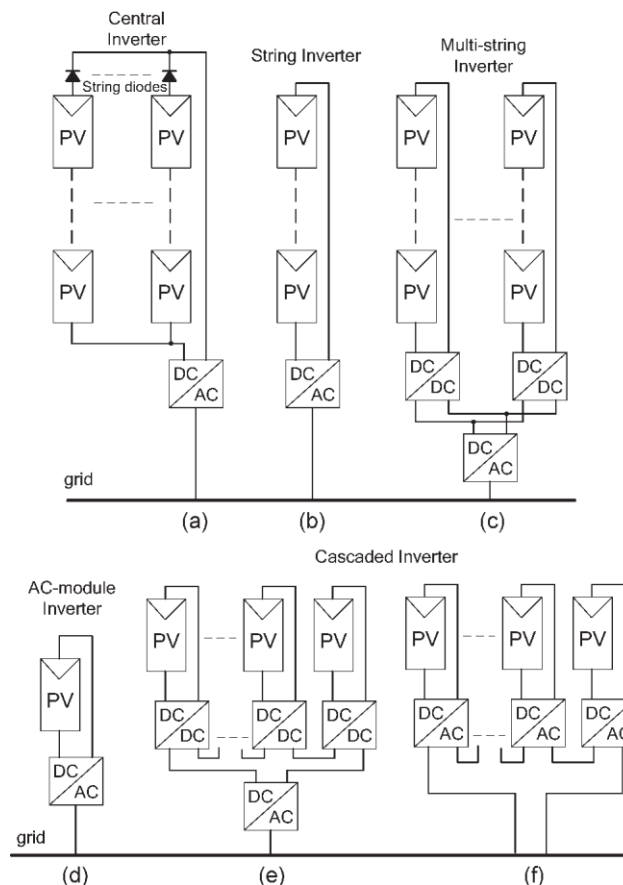 Central
Inverter
String diodes
String Inverter
Multi-string
Inverter
PV PV PV PV PV
PV PV PV PV PV
DC
AC
DC
AC
DC
DC
DC
DC
DC
AC
grid
(a) (b) (c)
Cascaded Inverter
AC-module
Inverter
PV
PV PV PV
PV PV PV
DC
AC
DC
DC
DC
DC
DC
DC
DC
AC
DC
AC
DC
AC
DC
AC
grid
(d) (e) (f)